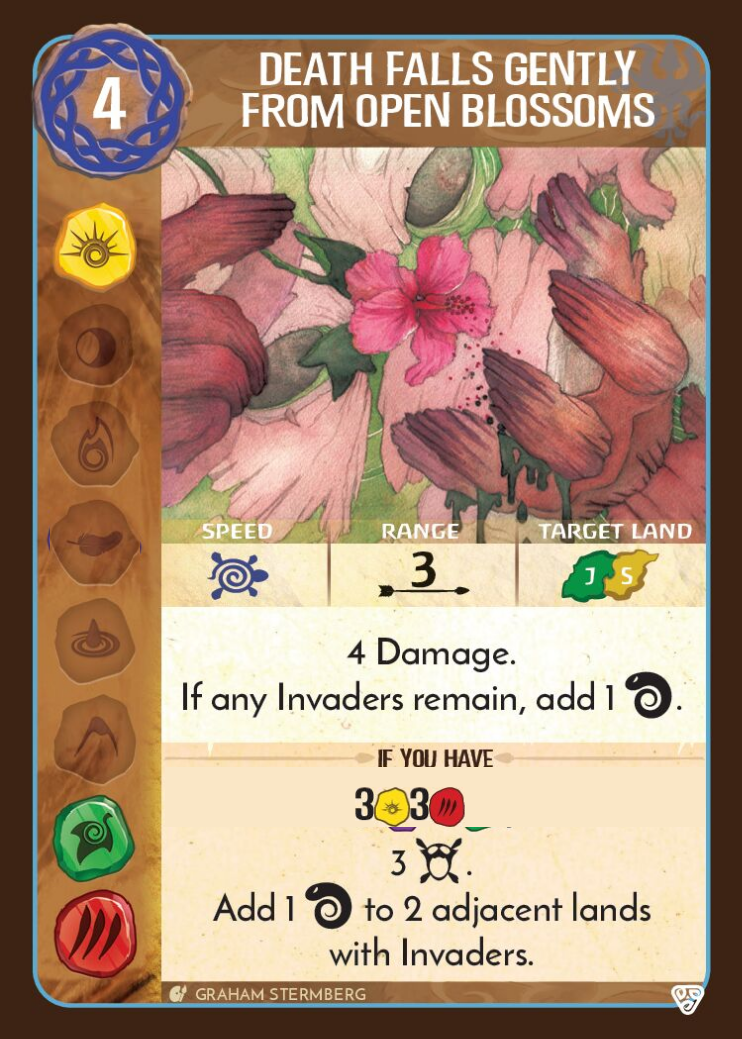 4
DEATH FALLS GENTLY
FROM OPEN BLOSSOMS
SPEED RANGE TARGET LAND
3 J S
4 Damage.
If any Invaders remain, add 1 .
IF YOU HAVE
3 3
3 .
Add 1 to 2 adjacent lands
with Invaders.
GRAHAM STERMBERG